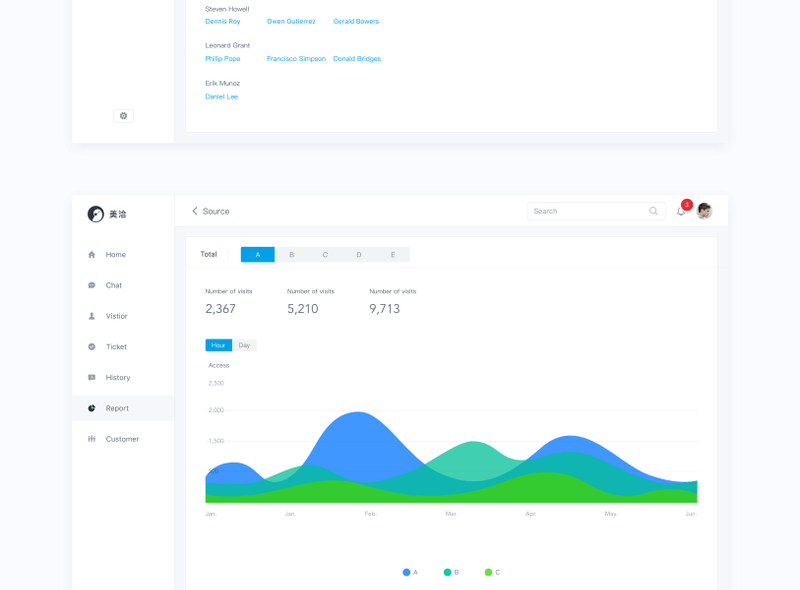 Steven Howell
Dennis Roy Owen Gutierrez Gerald Bowers
Leonard Grant
Philip Pope Francisco Simpson Donald Bridges
Erik Munoz
Daniel Lee
美洽
Source
Search
3
Home
Chat
Vistior
Ticket
History
Report
Customer
Total A B C D E
Number of visits Number of visits Number of visits
2,367 5,210 9,713
Hour Day
Access
2,500
2,000
1,500
500
Jan. Jan. Feb. Mar. Apr. May. Jun.
A B C